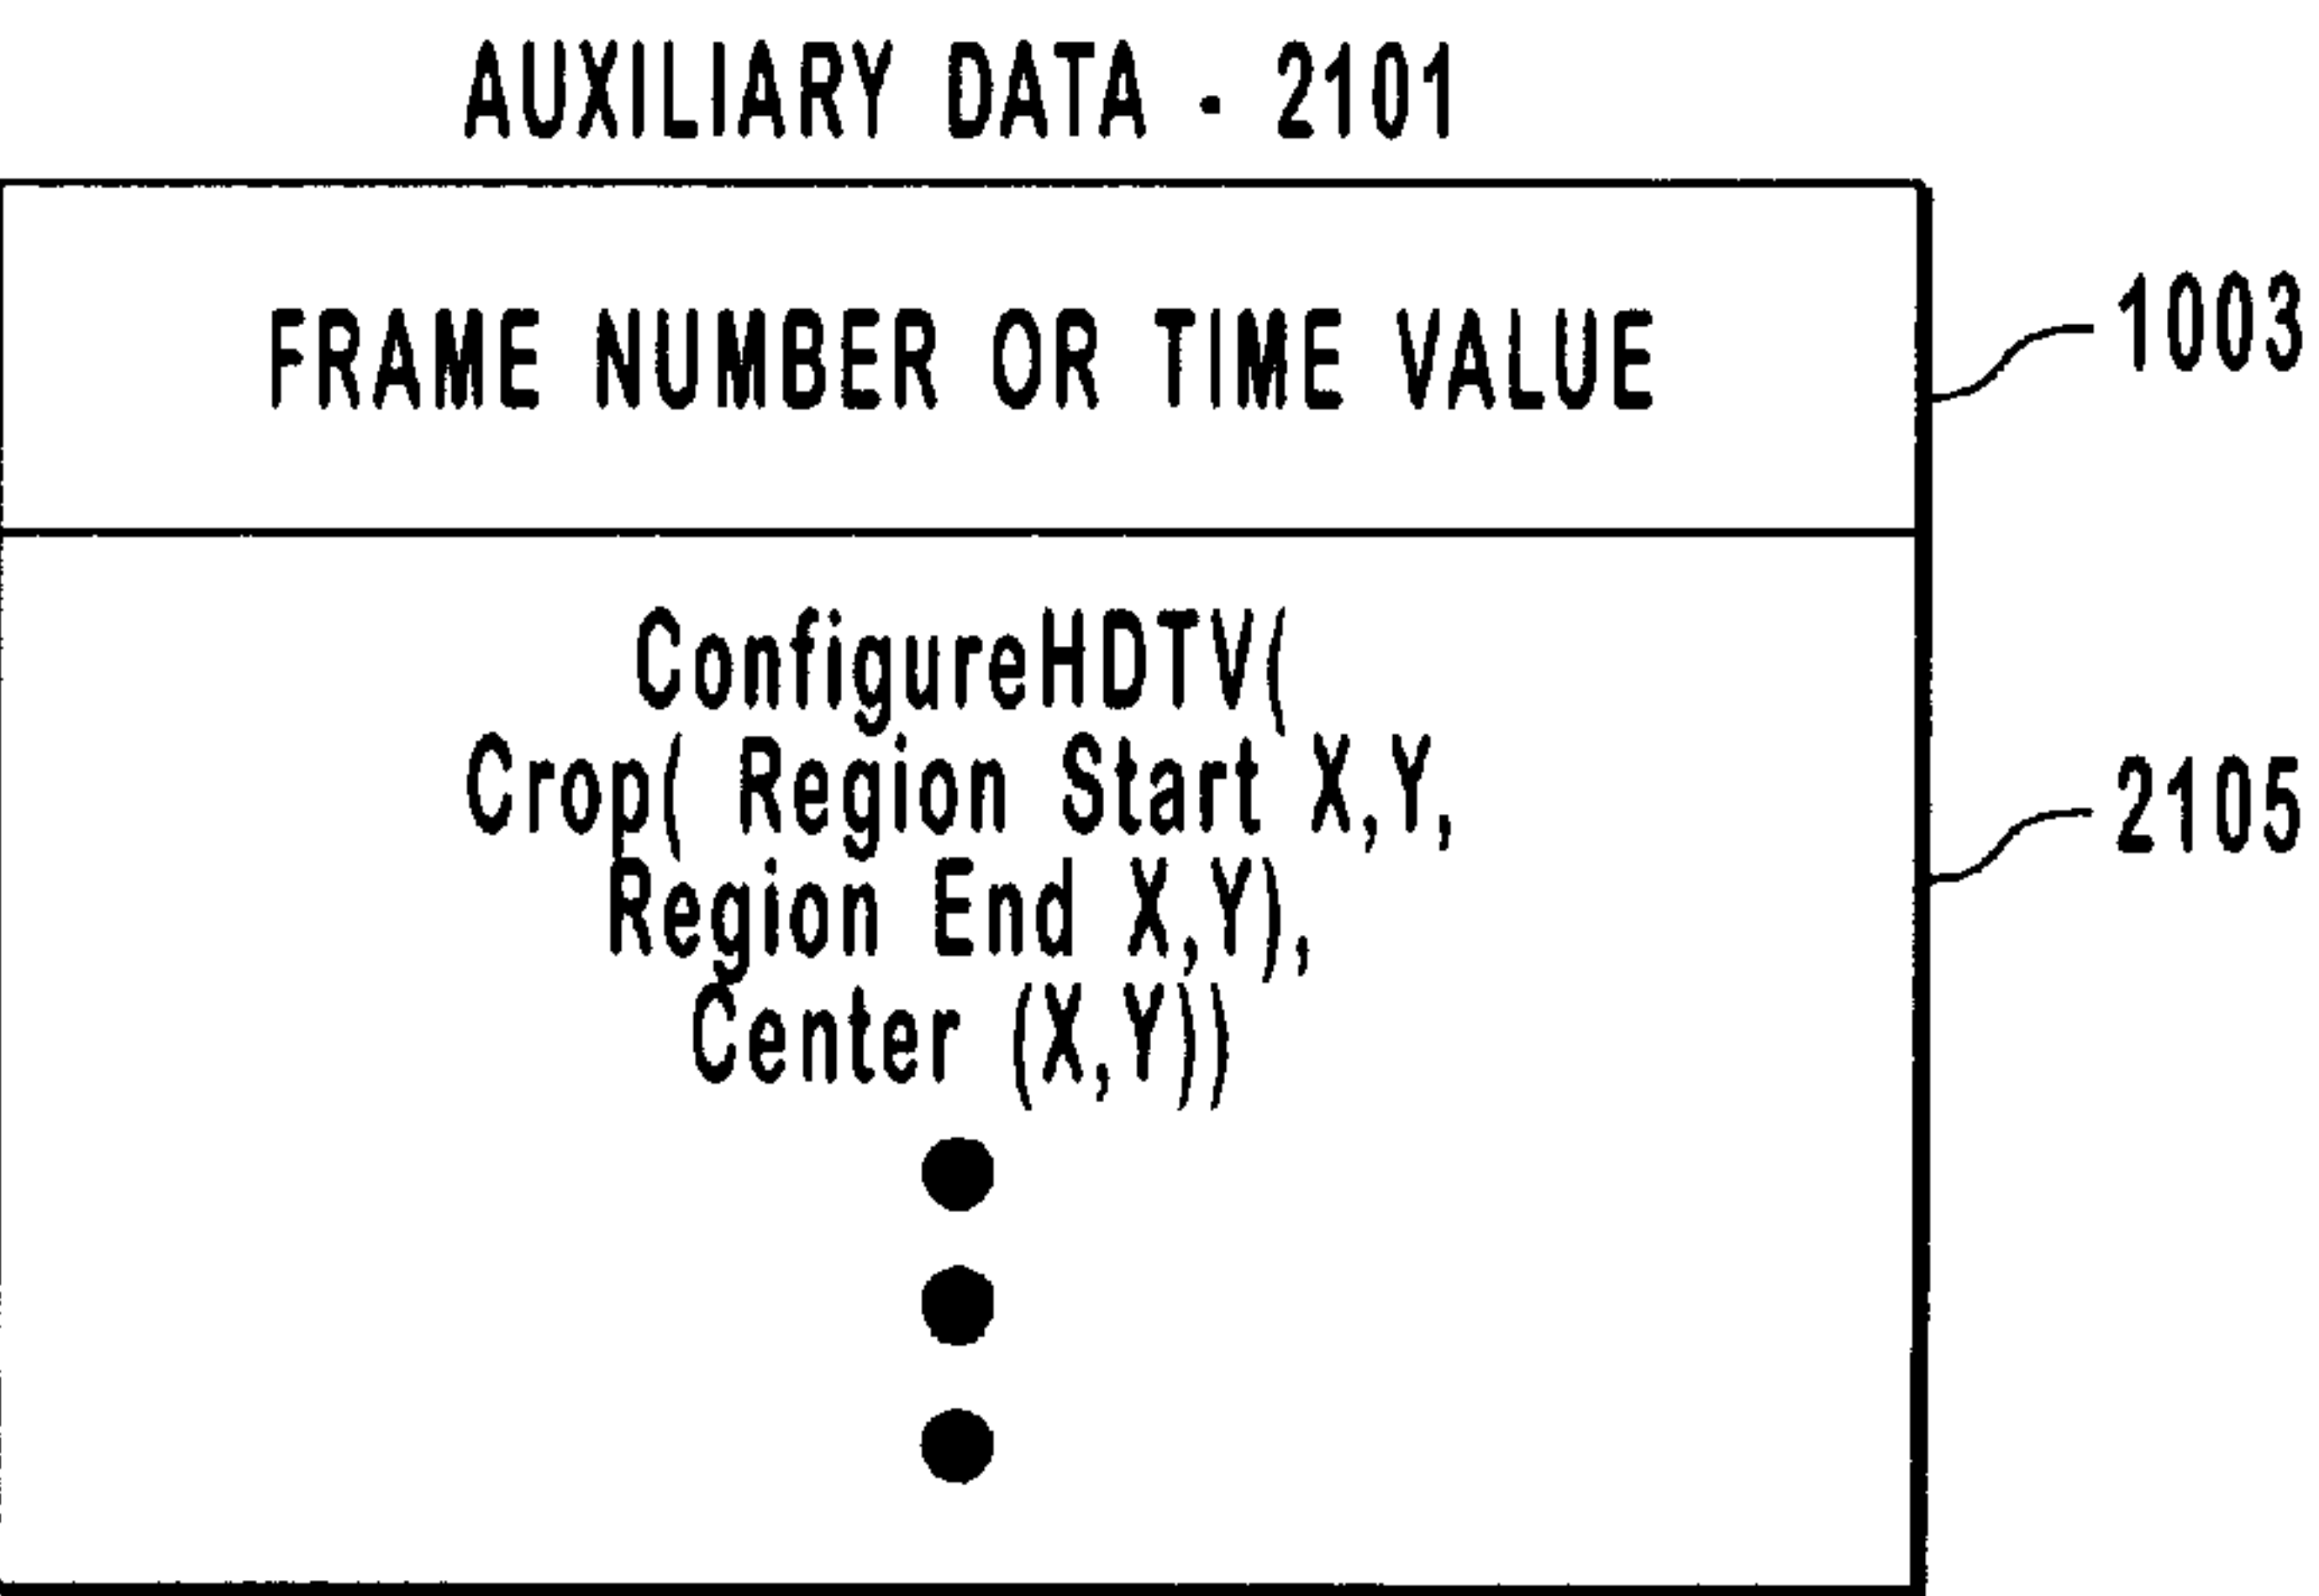 AUXILIARY DATA - 2101
FRAME NUMBER OR TIME VALUE
1003
ConfigureHDTV(
Crop( Region Start X,Y,
2105
Region End X,Y),
Center (X,Y))